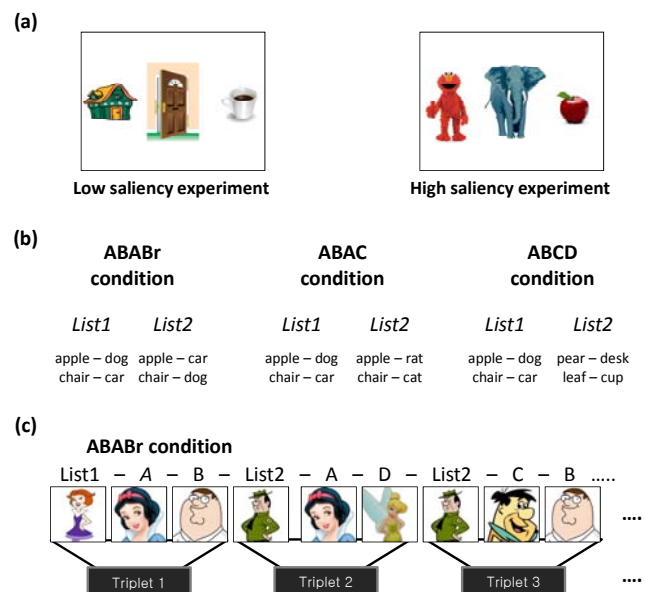 (a)
Low saliency experiment
High saliency experiment
(b)
ABABr condition
ABAC condition
ABCD condition
List1 List2
List1 List2
List1 List2
apple – dog apple – car
chair – car chair – dog
apple – dog apple – rat
chair – car chair – cat
apple – dog pear – desk
chair – car leaf – cup
(c)
ABABr condition
List1 – A – B – List2 – A – D – List2 – C – B .....
....
Triplet 1
Triplet 2
Triplet 3
....